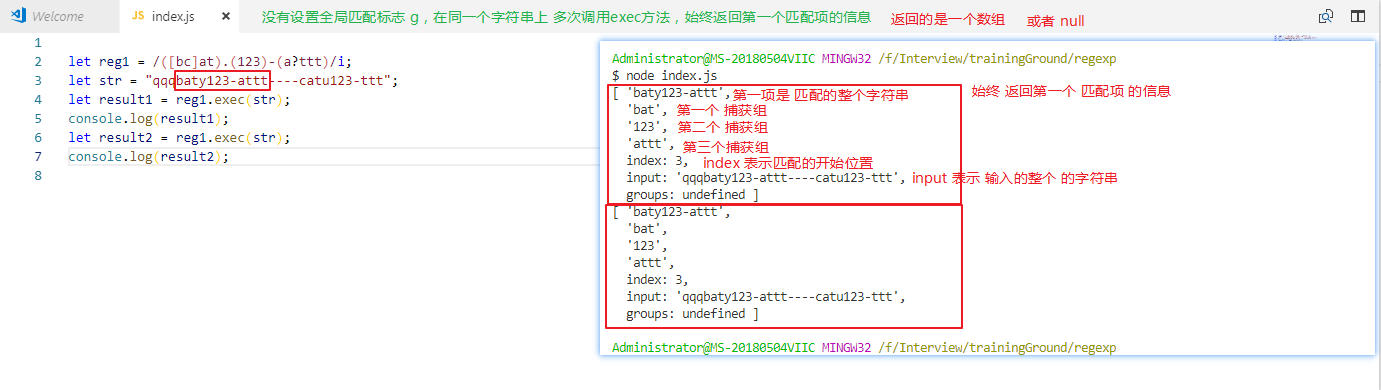 Welcome
JS index.js ×
没有设置全局匹配标志 g，在同一个字符串上 多次调用exec方法，始终返回第一个匹配项的信息 返回的是一个数组 或者 null
1
2 let reg1 = /([bc]at).(123)-(a?ttt)/i;
3 let str = "qqqbaty123-attt----catu123-ttt";
4 let result1 = reg1.exec(str);
5 console.log(result1);
6 let result2 = reg1.exec(str);
7 console.log(result2);
8
Administrator@MS-20180504VIIC MINGW32 /f/Interview/trainingGround/regexp
$ node index.js
[ 'baty123-attt', 第一项是 匹配的整个字符串
始终 返回第一个 匹配项 的信息
'bat', 第一个 捕获组
'123', 第二个 捕获组
'attt', 第三个捕获组
index: 3, index 表示匹配的开始位置
input: 'qqqbaty123-attt----catu123-ttt', input 表示 输入的整个 的字符串
groups: undefined ]
[ 'baty123-attt',
'bat',
'123',
'attt',
index: 3,
input: 'qqqbaty123-attt----catu123-ttt',
groups: undefined ]
Administrator@MS-20180504VIIC MINGW32 /f/Interview/trainingGround/regexp